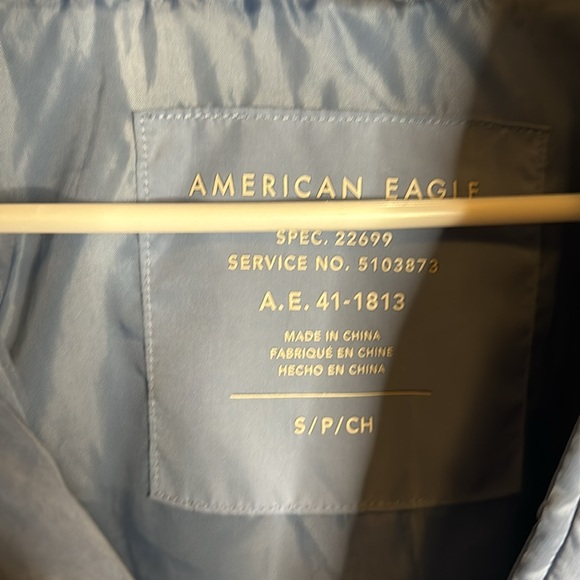 AMERICAN EAGLE
SPEC. 22699
SERVICE NO. 5103873
A.E. 41-1813
MADE IN CHINA
FABRIQUÉ EN CHINE
HECHO EN CHINA
S/P/CH